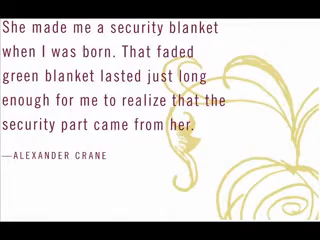 She made me a security blanket
when I was born. That faded
green blanket lasted just long
enough for me to realize that the
security part came from her.
—ALEXANDER CRANE